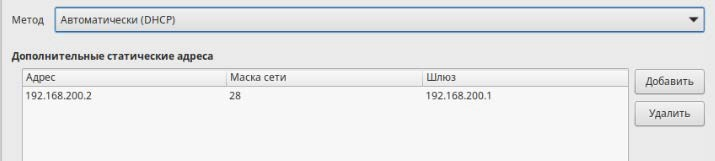 Метод Автоматически (DHCP)
Дополнительные статические адреса
Адрес Маска сети Шлюз Добавить
192.168.200.2 28 192.168.200.1
Удалить